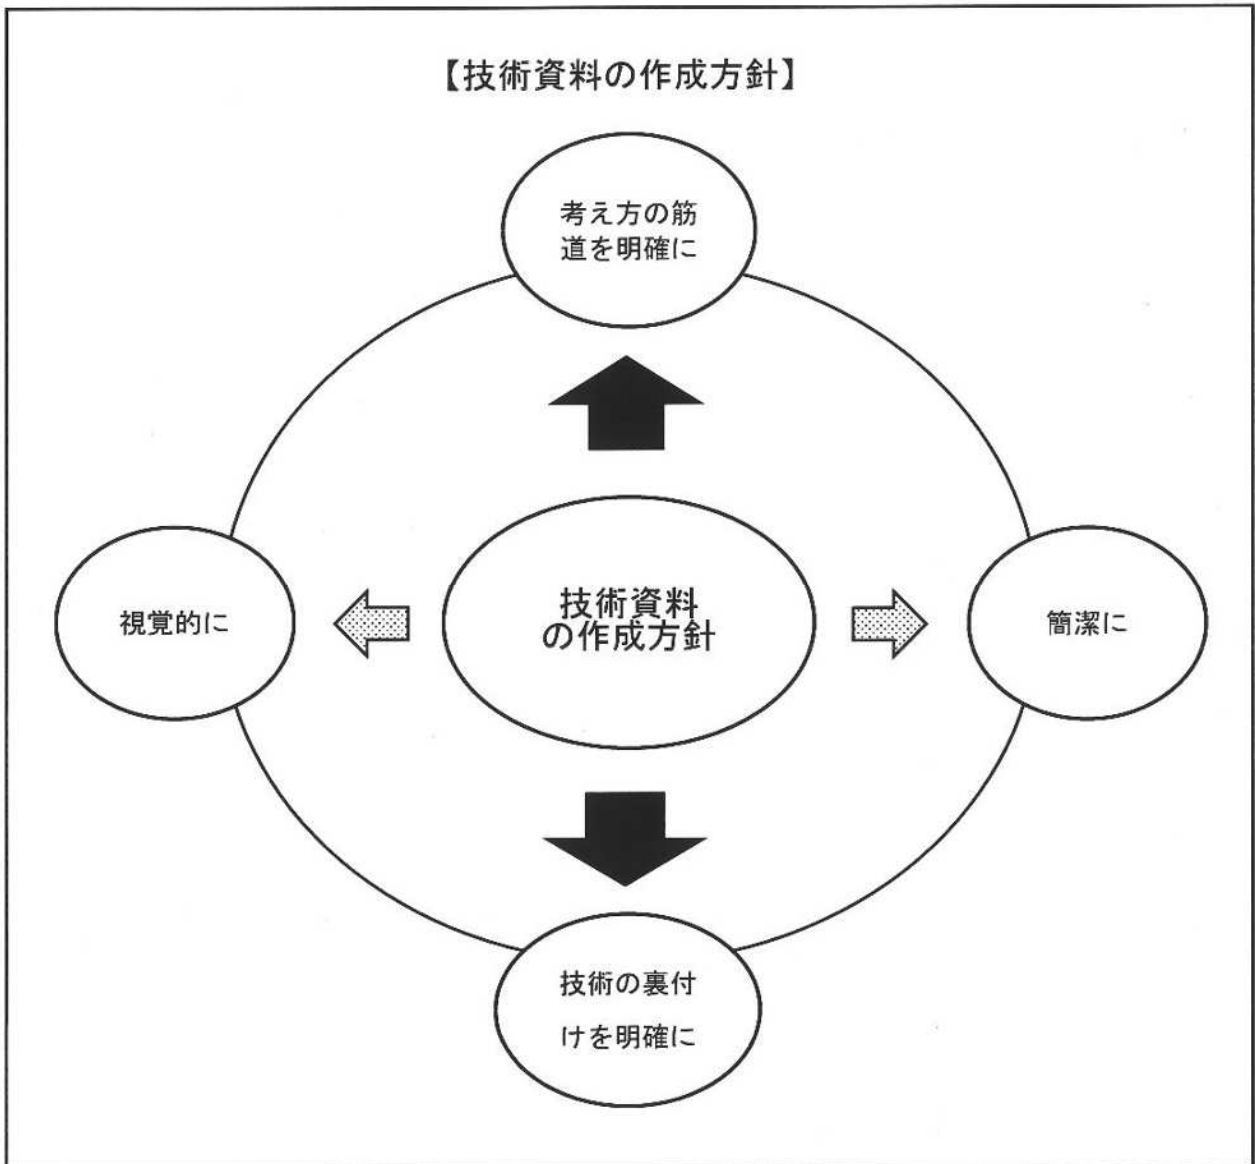 【技術資料の作成方針】
考え方の筋
道を明確に
視覚的に
技術資料
の作成方針
簡潔に
技術の裏付
けを明確に